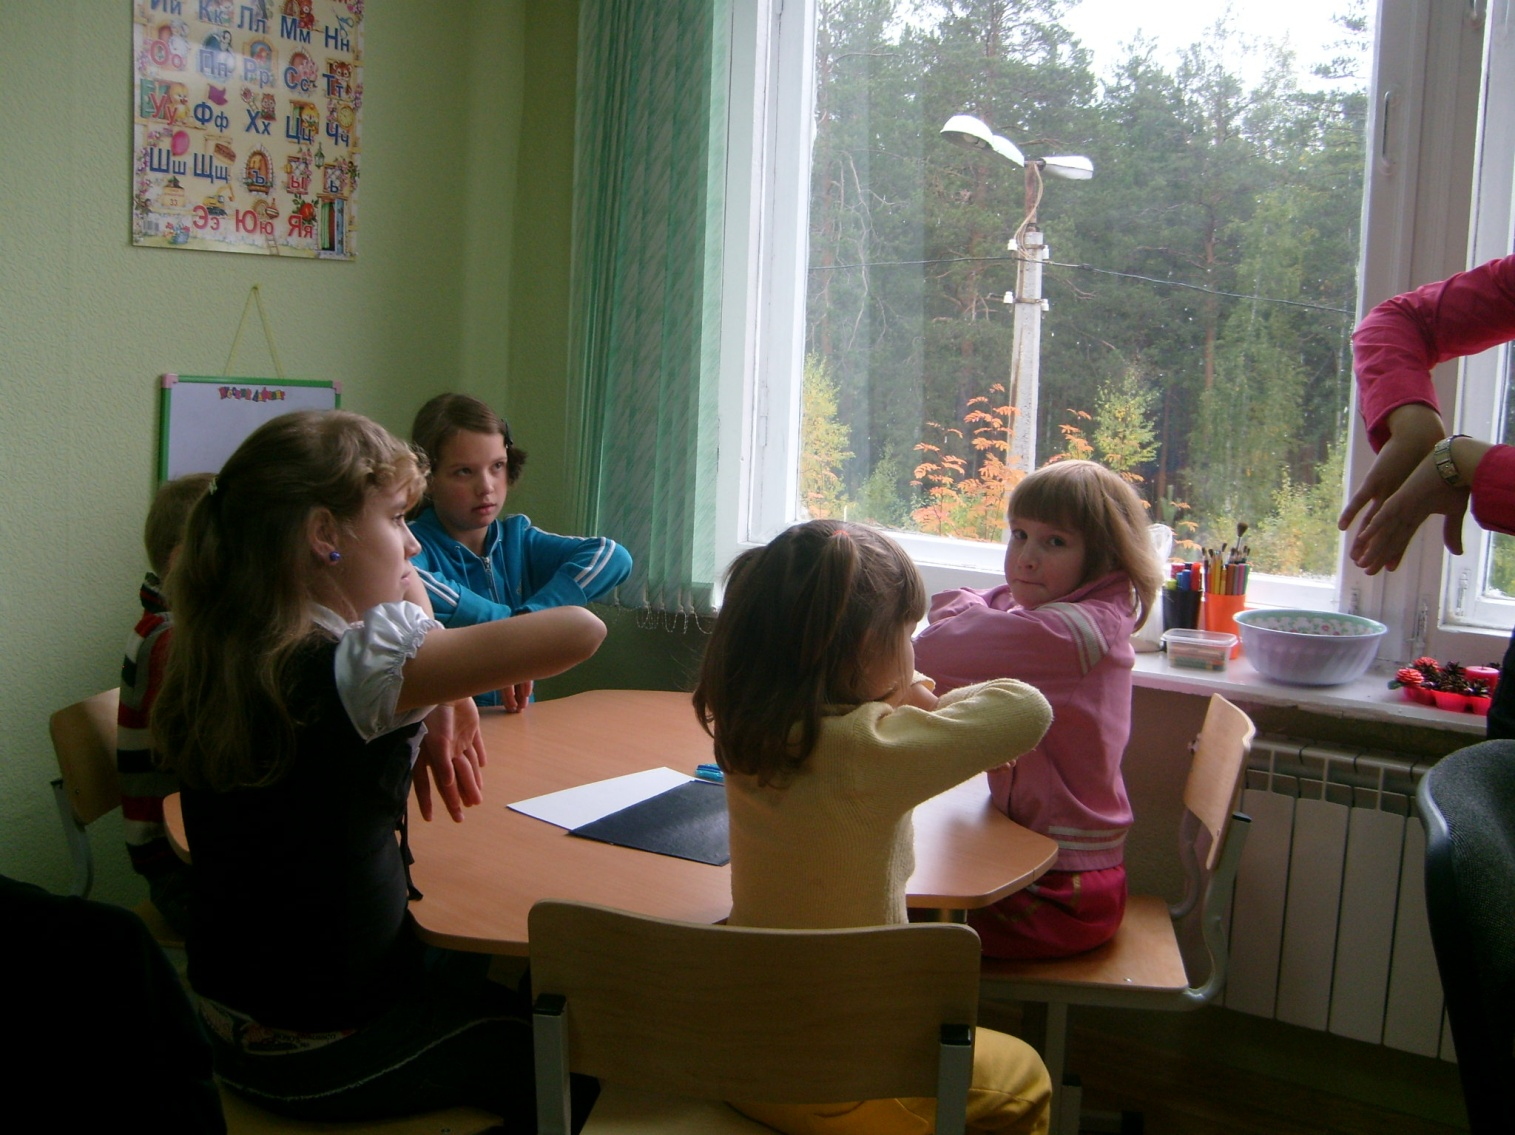 Ии Кк Лл Мм Нн
Оо Пп Рр Сс Тт
Уу Фф Хх Цц Чч
Шш Щщ ъ ы ь
Ээ Юю Яя